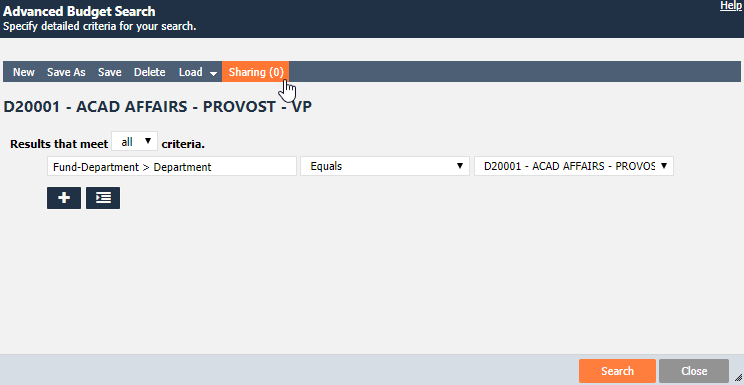 Advanced Budget Search
Help
Specify detailed criteria for your search.
New Save As Save Delete Load Sharing (0)
D20001 - ACAD AFFAIRS - PROVOST - VP
Results that meet all criteria.
Fund-Department > Department Equals D20001 - ACAD AFFAIRS - PROVOS
Search Close